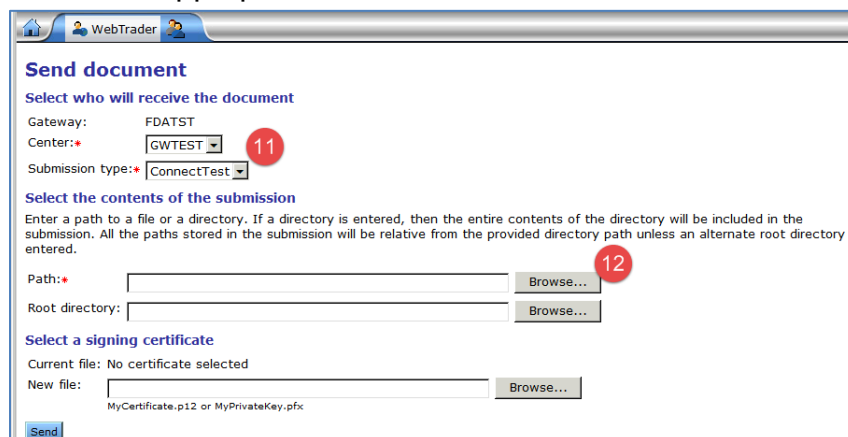 WebTrader
Send document
Select who will receive the document
Gateway: FDATST
Center:* GWTEST 11
Submission type:* ConnectTest
Select the contents of the submission
Enter a path to a file or a directory. If a directory is entered, then the entire contents of the directory will be included in the
submission. All the paths stored in the submission will be relative from the provided directory path unless an alternate root directory
entered.
12
Path:* Browse...
Root directory: Browse...
Select a signing certificate
Current file: No certificate selected
New file: Browse...
MyCertificate.p12 or MyPrivateKey.pfx
Send